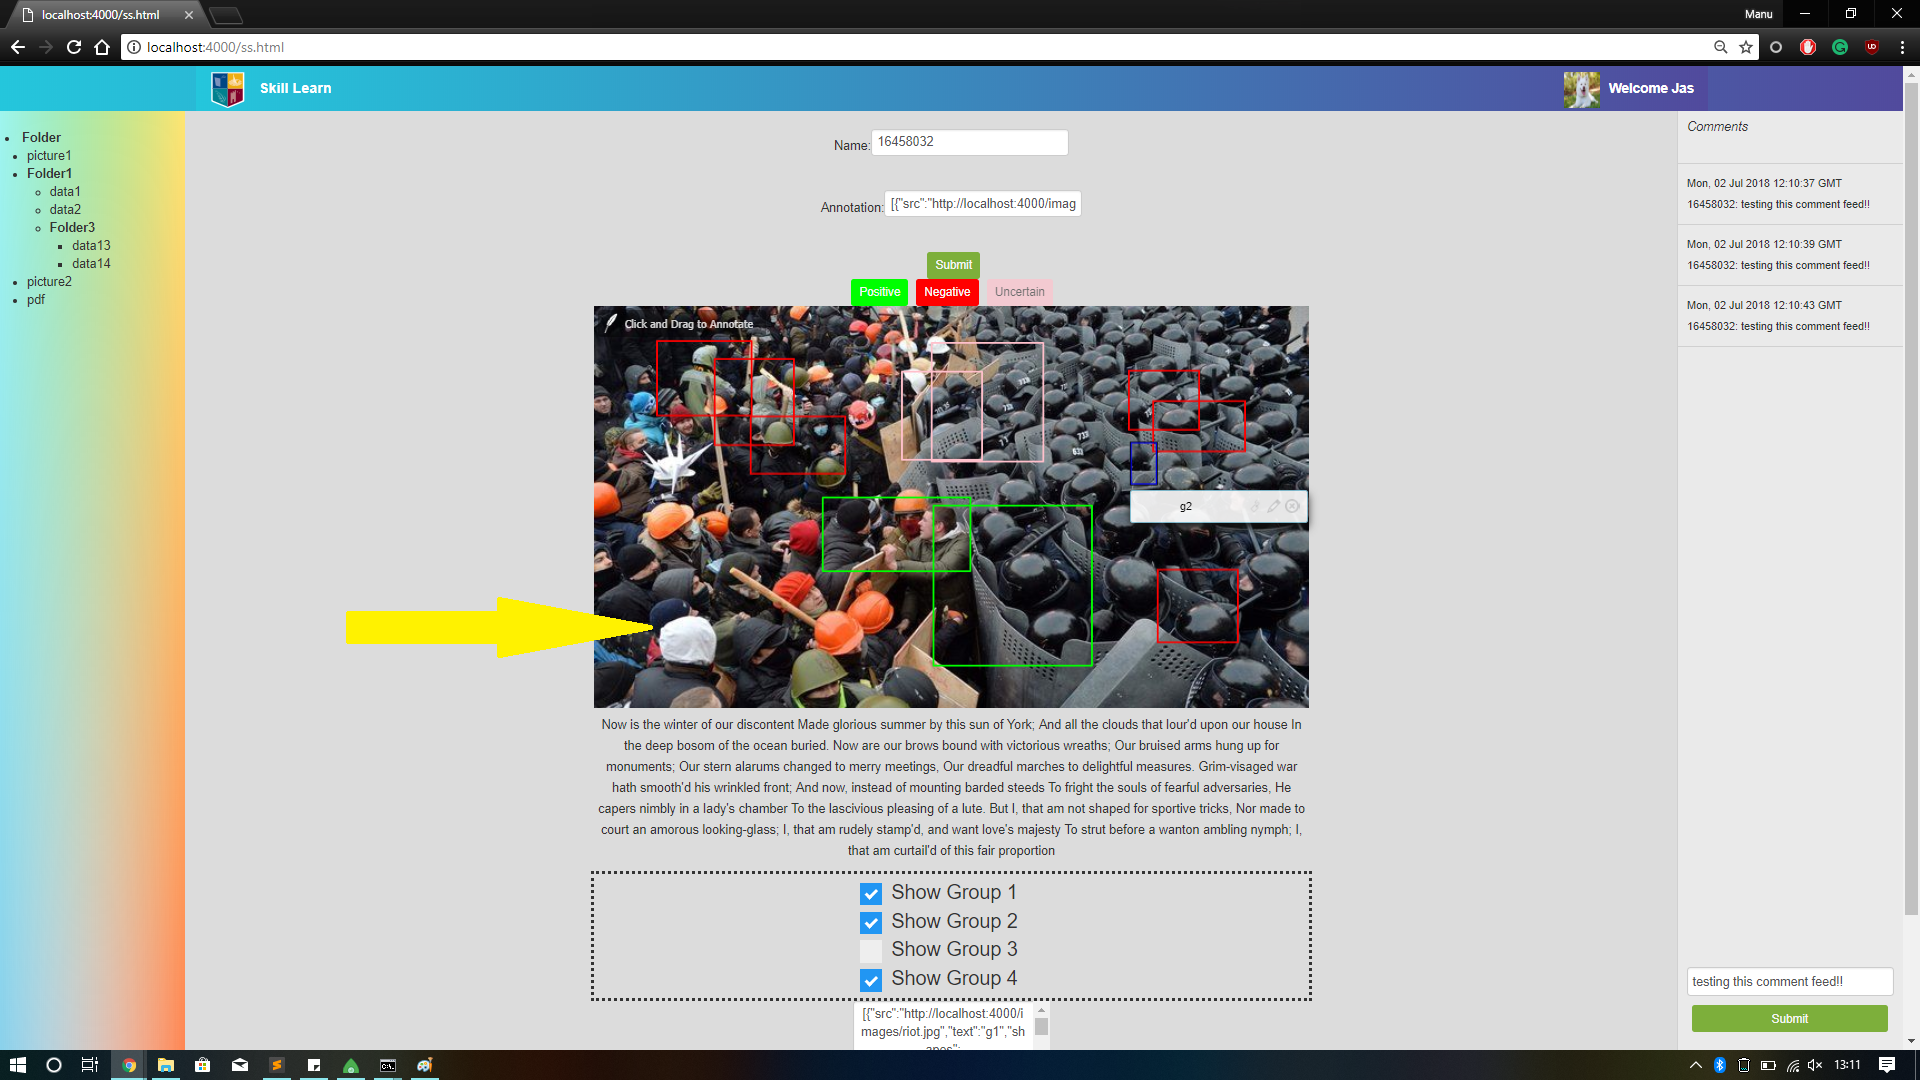 localhost:4000/ss.html
Manu
localhost:4000/ss.html
Skill Learn
Welcome Jas
Folder
picture1
Folder1
data1
data2
Folder3
data13
data14
picture2
pdf
Name: 16458032
Annotation: [{"src":"http://localhost:4000/imag
Submit
Positive Negative Uncertain
Click and Drag to Annotate
g2
Now is the winter of our discontent Made glorious summer by this sun of York; And all the clouds that lour'd upon our house In
the deep bosom of the ocean buried. Now are our brows bound with victorious wreaths; Our bruised arms hung up for
monuments; Our stern alarums changed to merry meetings, Our dreadful marches to delightful measures. Grim-visaged war
hath smooth'd his wrinkled front; And now, instead of mounting barded steeds To fright the souls of fearful adversaries, He
capers nimbly in a lady's chamber To the lascivious pleasing of a lute. But I, that am not shaped for sportive tricks, Nor made to
court an amorous looking-glass; I, that am rudely stamp'd, and want love's majesty To strut before a wanton ambling nymph; I,
that am curtail'd of this fair proportion
Show Group 1
Show Group 2
Show Group 3
Show Group 4
[{"src":"http://localhost:4000/i
mages/riot.jpg","text":"g1","sh
apes":
Comments
Mon, 02 Jul 2018 12:10:37 GMT
16458032: testing this comment feed!!
Mon, 02 Jul 2018 12:10:39 GMT
16458032: testing this comment feed!!
Mon, 02 Jul 2018 12:10:43 GMT
16458032: testing this comment feed!!
testing this comment feed!!
Submit
13:11